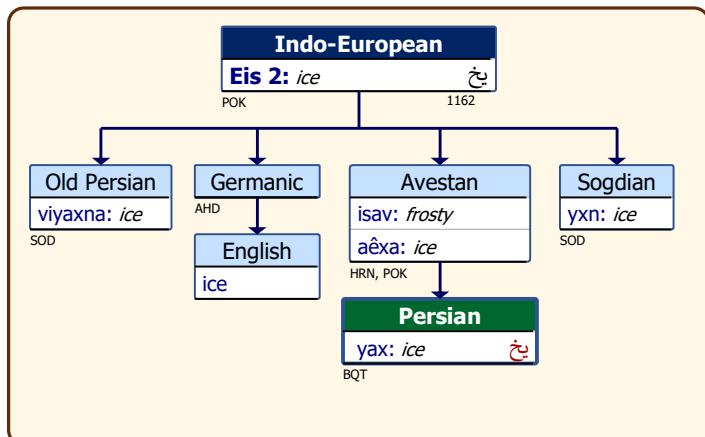 Indo-European
Eis 2: ice یخ
POK 1162
Old Persian
viyaxna: ice
SOD
Germanic
AHD
English
ice
Avestan
isav: frosty
aêxa: ice
HRN, POK
Persian
yax: ice یخ
BQT
Sogdian
yxn: ice
SOD